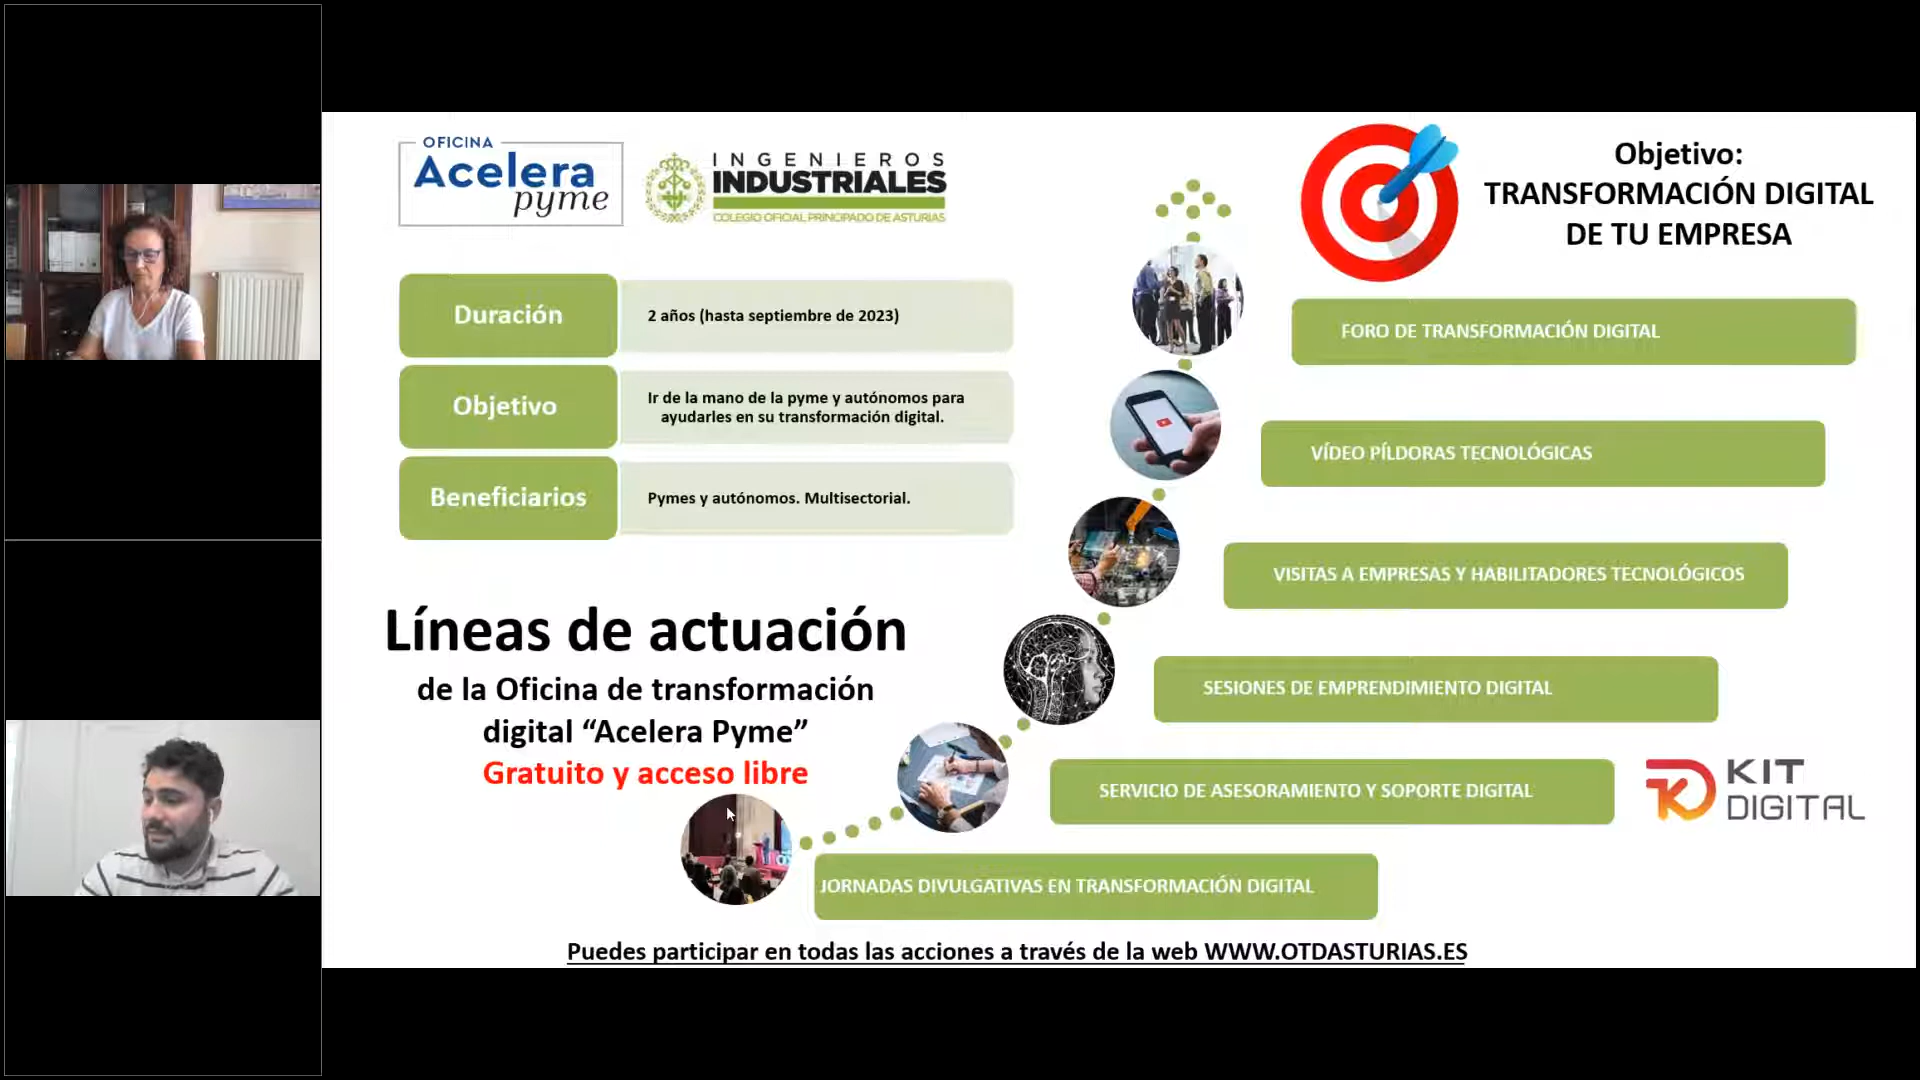 OFICINA
Acelera
pyme
INGENIEROS
INDUSTRIALES
COLEGIO OFICIAL PRINCIPADO DE ASTURIAS
Objetivo:
TRANSFORMACIÓN DIGITAL
DE TU EMPRESA
Duración
2 años (hasta septiembre de 2023)
Objetivo
Ir de la mano de la pyme y autónomos para
ayudarles en su transformación digital.
Beneficiarios
Pymes y autónomos. Multisectorial.
Líneas de actuación
de la Oficina de transformación
digital “Acelera Pyme”
Gratuito y acceso libre
FORO DE TRANSFORMACIÓN DIGITAL
VÍDEO PÍLDORAS TECNOLÓGICAS
VISITAS A EMPRESAS Y HABILITADORES TECNOLÓGICOS
SESIONES DE EMPRENDIMIENTO DIGITAL
SERVICIO DE ASESORAMIENTO Y SOPORTE DIGITAL
KIT
DIGITAL
JORNADAS DIVULGATIVAS EN TRANSFORMACIÓN DIGITAL
Puedes participar en todas las acciones a través de la web WWW.OTDASTURIAS.ES